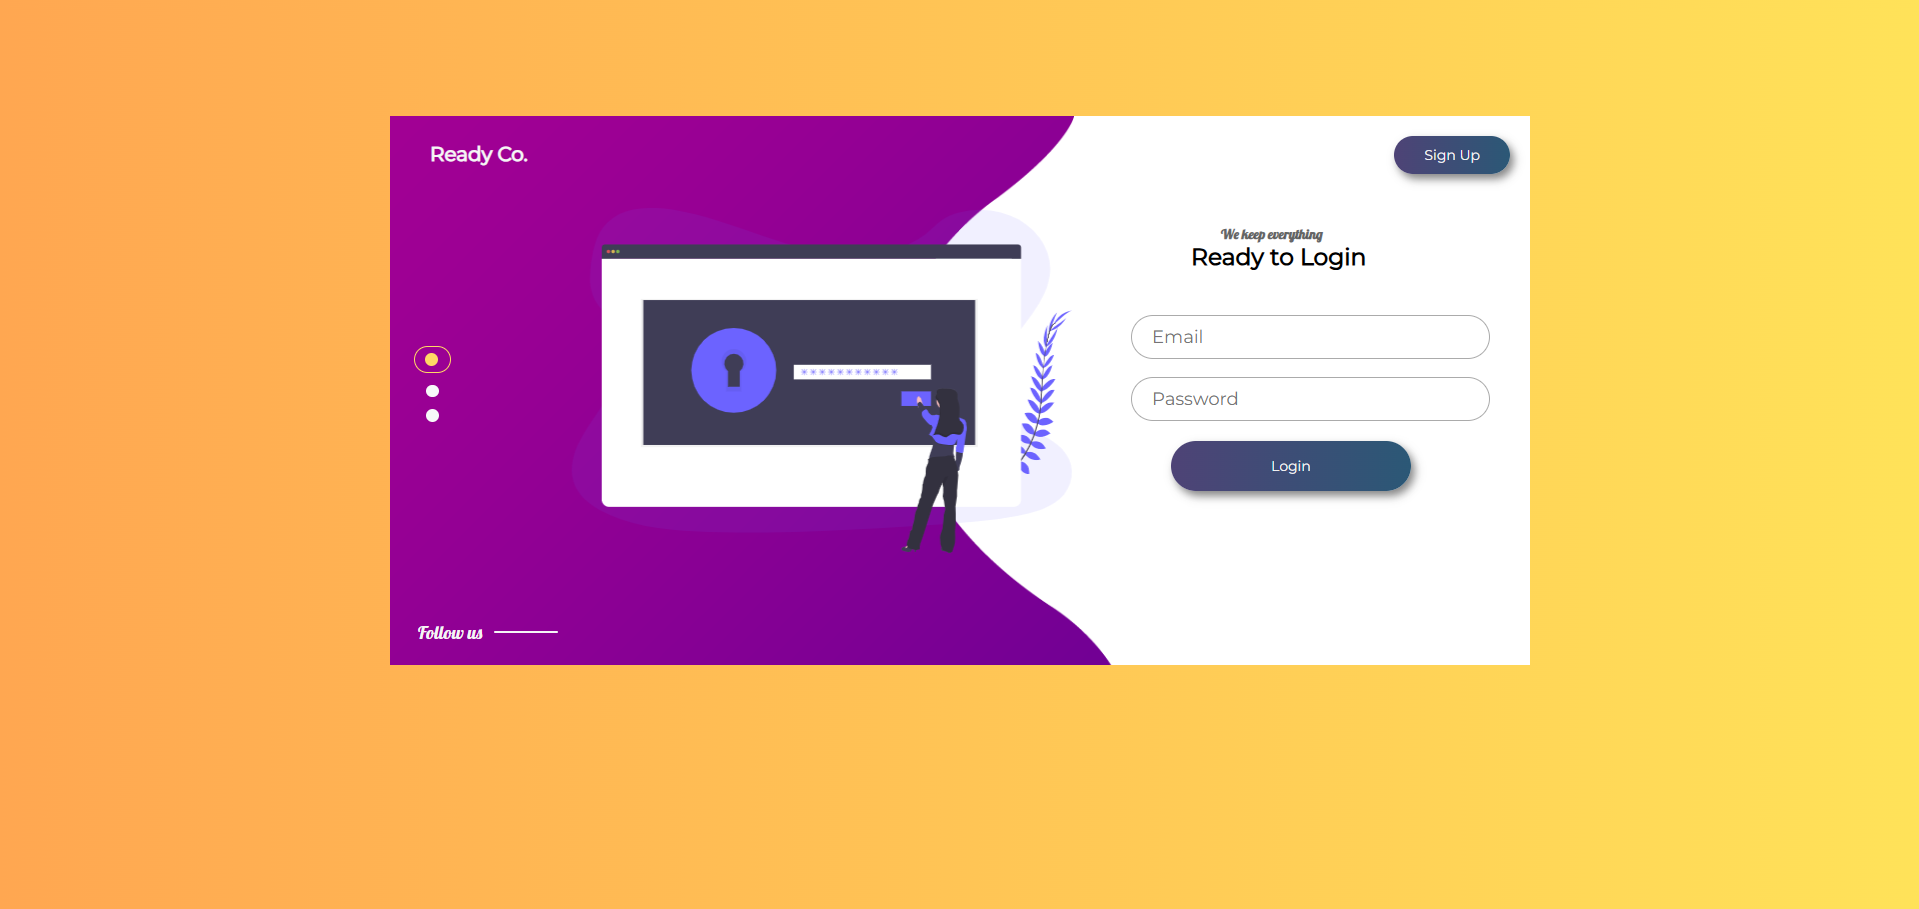 Ready Co.
Sign Up
We keep everything
Ready to Login
Email
Password
***********
Login
Follow us